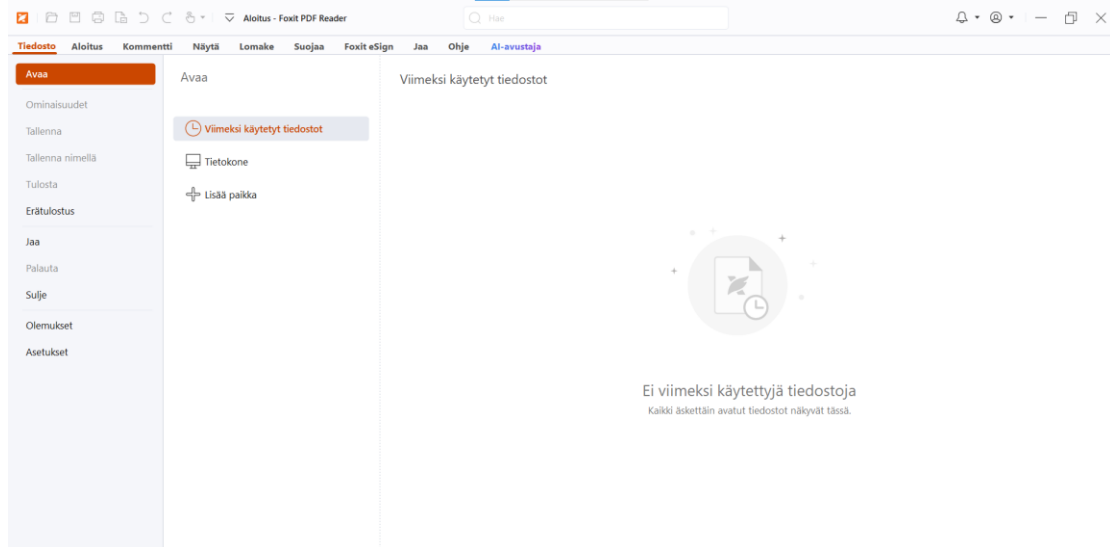 Aloitus - Foxit PDF Reader
Hae
Tiedosto Aloitus Kommentti Näytä Lomake Suojaa Foxit eSign Jaa Ohje AI-avustaja
Avaa
Ominaisuudet
Tallenna
Tallenna nimellä
Tulosta
Erätulostus
Jaa
Palauta
Sulje
Olemukset
Asetukset
Avaa
Viimeksi käytetyt tiedostot
Tietokone
Lisää paikka
Viimeksi käytetyt tiedostot
Ei viimeksi käytettyjä tiedostoja
Kaikki äskettäin avatut tiedostot näkyvät tässä.